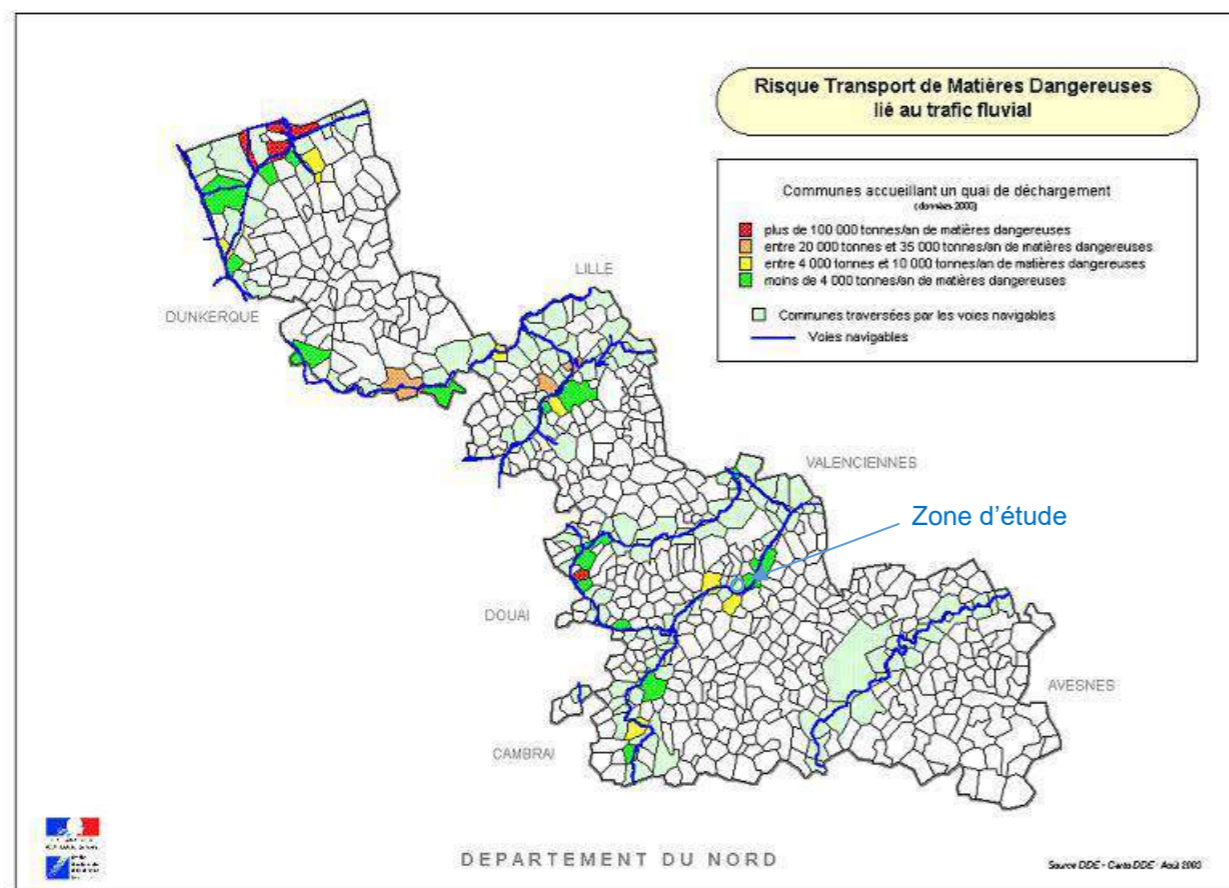 Risque Transport de Matières Dangereuses
lié au trafic fluvial
Communes accueillant un quai de déchargement
(données 2000)
plus de 100 000 tonnes/an de matières dangereuses
entre 20 000 tonnes et 35 000 tonnes/an de matières dangereuses
entre 4 000 tonnes et 10 000 tonnes/an de matières dangereuses
moins de 4 000 tonnes/an de matières dangereuses
Communes traversées par les voies navigables
Voies navigables
LILLE
DUNKERQUE
VALENCIENNES
Zone d'étude
DOUAI
AVESNES
CAMBRAI
DEPARTEMENT DU NORD
Source DDE - Carto DDE - Août 2003